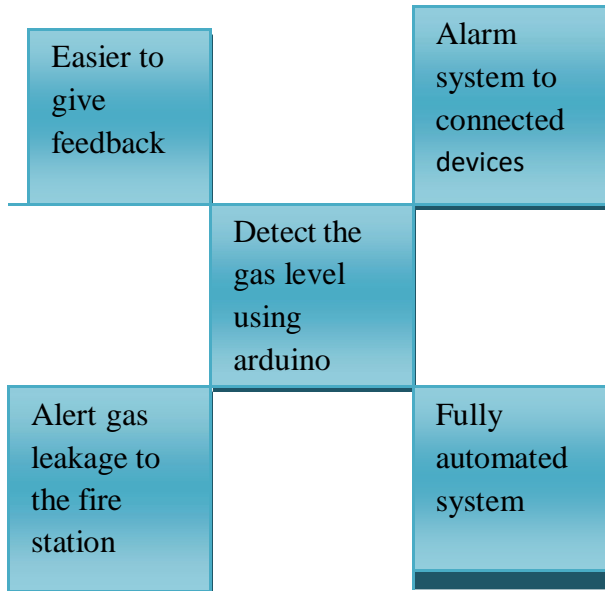 Easier to
give
feedback
Alarm
system to
connected
devices
Detect the
gas level
using
arduino
Alert gas
leakage to
the fire
station
Fully
automated
system